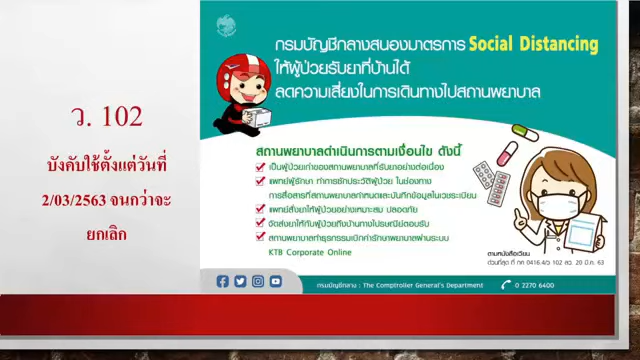 ว. 102
บังคับใช้ตั้งแต่วันที่
2/03/2563 จนกว่าจะ
ยกเลิก
กรมบัญชีกลางสนองมาตรการ Social Distancing
ให้ผู้ป่วยรับยาที่บ้านได้
ลดความเสี่ยงในการเดินทางไปสถานพยาบาล
สถานพยาบาลดำเนินการตามเงื่อนไข ดังนี้
เป็นผู้ป่วยเก่าของสถานพยาบาลที่รับยาอย่างต่อเนื่อง
แพทย์ผู้รักษา ทำการซักประวัติผู้ป่วย ในช่องทาง
การสื่อสารที่สถานพยาบาลกำหนดและบันทึกข้อมูลในเวชระเบียน
แพทย์สั่งยาให้ผู้ป่วยอย่างเหมาะสม ปลอดภัย
จัดส่งยาให้กับผู้ป่วยถึงบ้านทางไปรษณีย์ตอบรับ
สถานพยาบาลทำธุรกรรมเบิกค่ารักษาพยาบาลผ่านระบบ
KTB Corporate Online
ตามหนังสือเวียน
ด่วนที่สุด ที่ กค 0416.4/ว 102 ลว. 20 มี.ค. 63
กรมบัญชีกลาง : The Comptroller General's Department
0 2270 6400